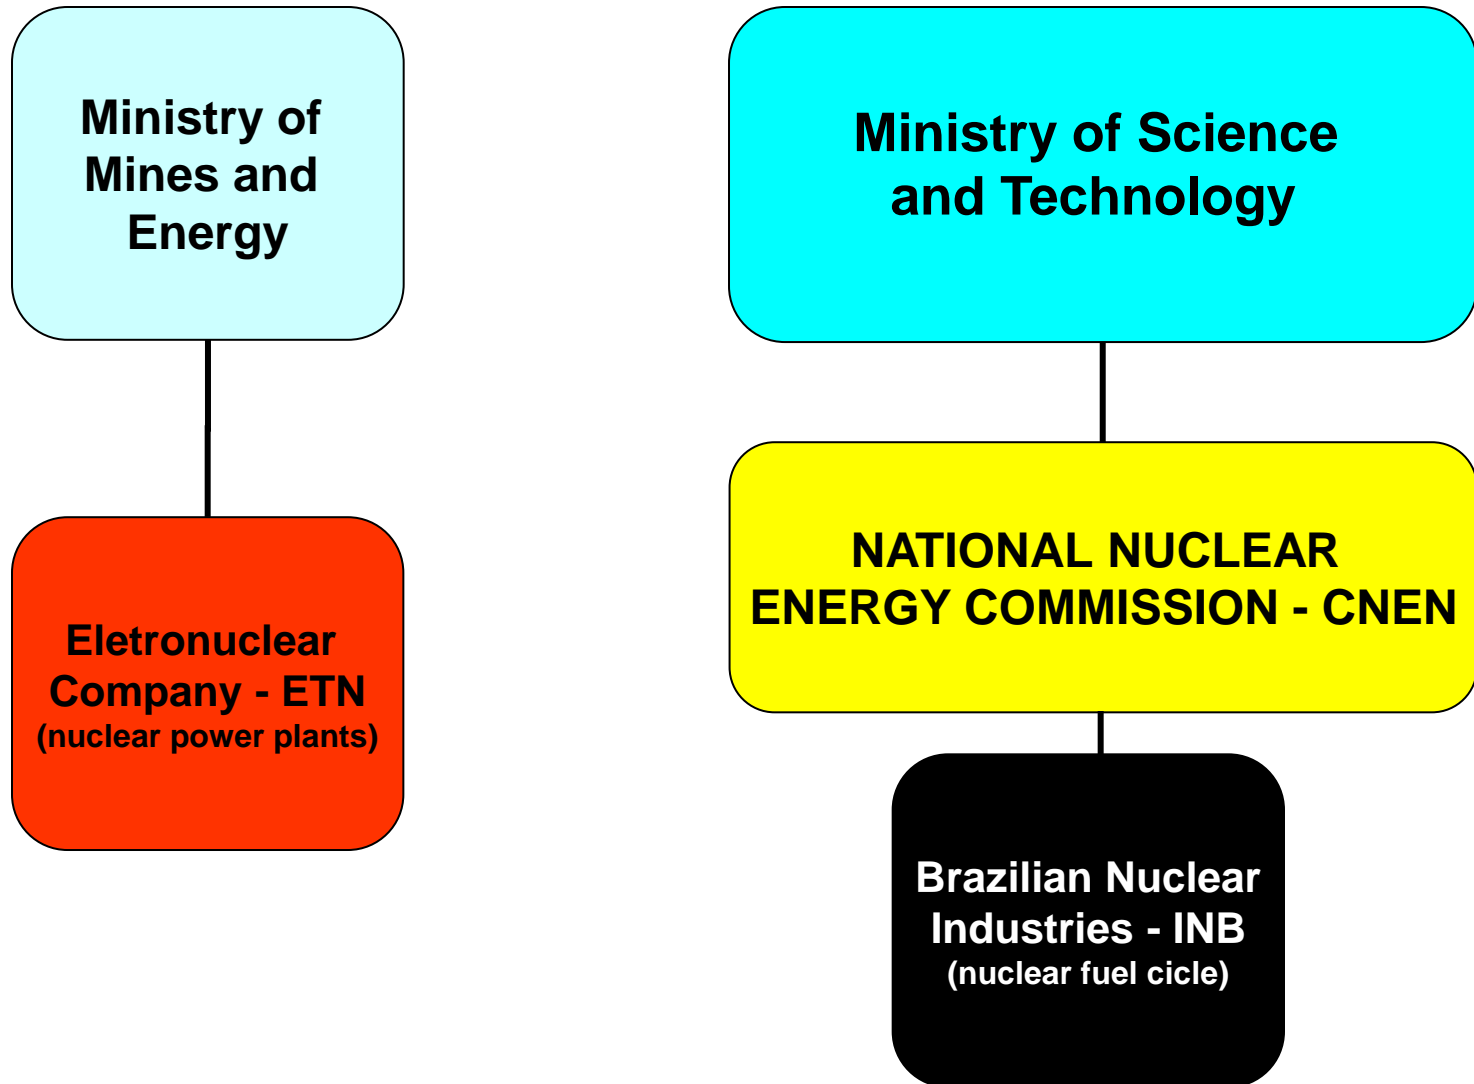 Ministry of
Mines and
Energy
Ministry of Science
and Technology
NATIONAL NUCLEAR
ENERGY COMMISSION - CNEN
Eletronuclear
Company - ETN
(nuclear power plants)
Brazilian Nuclear
Industries - INB
(nuclear fuel cicle)